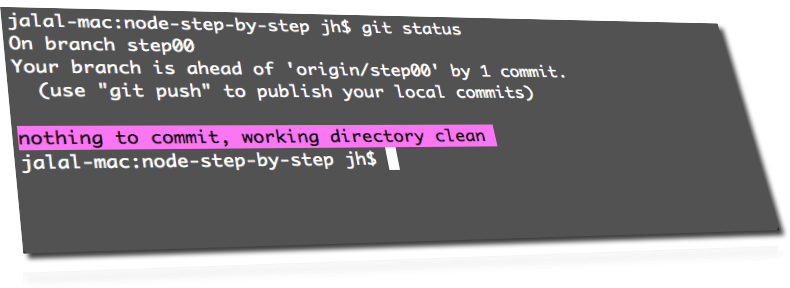 jalal-mac:node-step-by-step jh$ git status
On branch step00
Your branch is ahead of 'origin/step00' by 1 commit.
  (use "git push" to publish your local commits)
nothing to commit, working directory clean
jalal-mac:node-step-by-step jh$